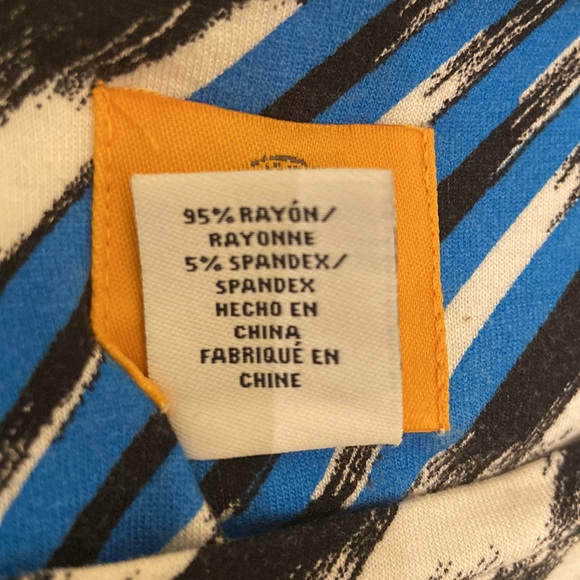 95% RAYÓN/
RAYONNE
5% SPANDEX/
SPANDEX
HECHO EN
CHINA
FABRIQUÉ EN
CHINE